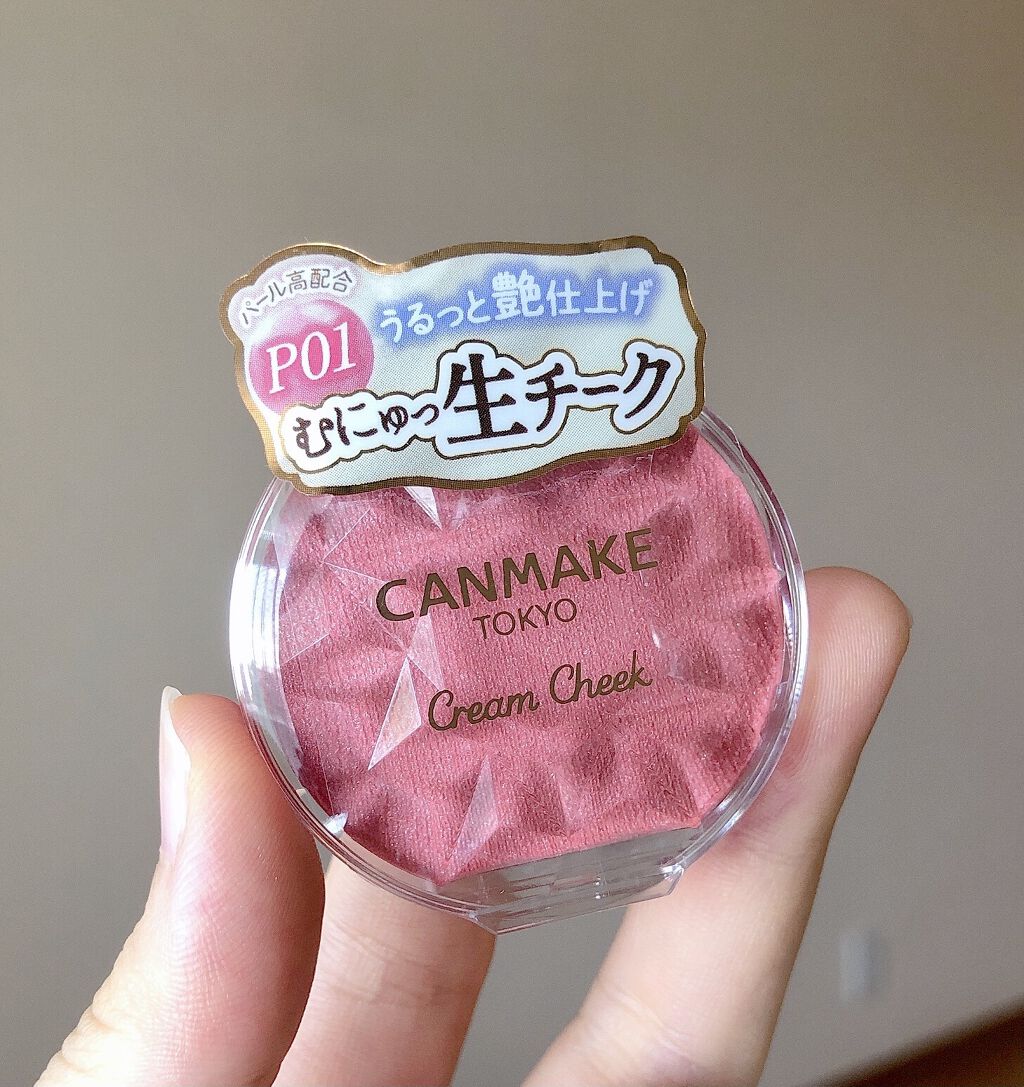 パール高配合
P01
うるっと艶仕上げ
むにゅっ生チーク
CANMAKE
TOKYO
Cream Cheek